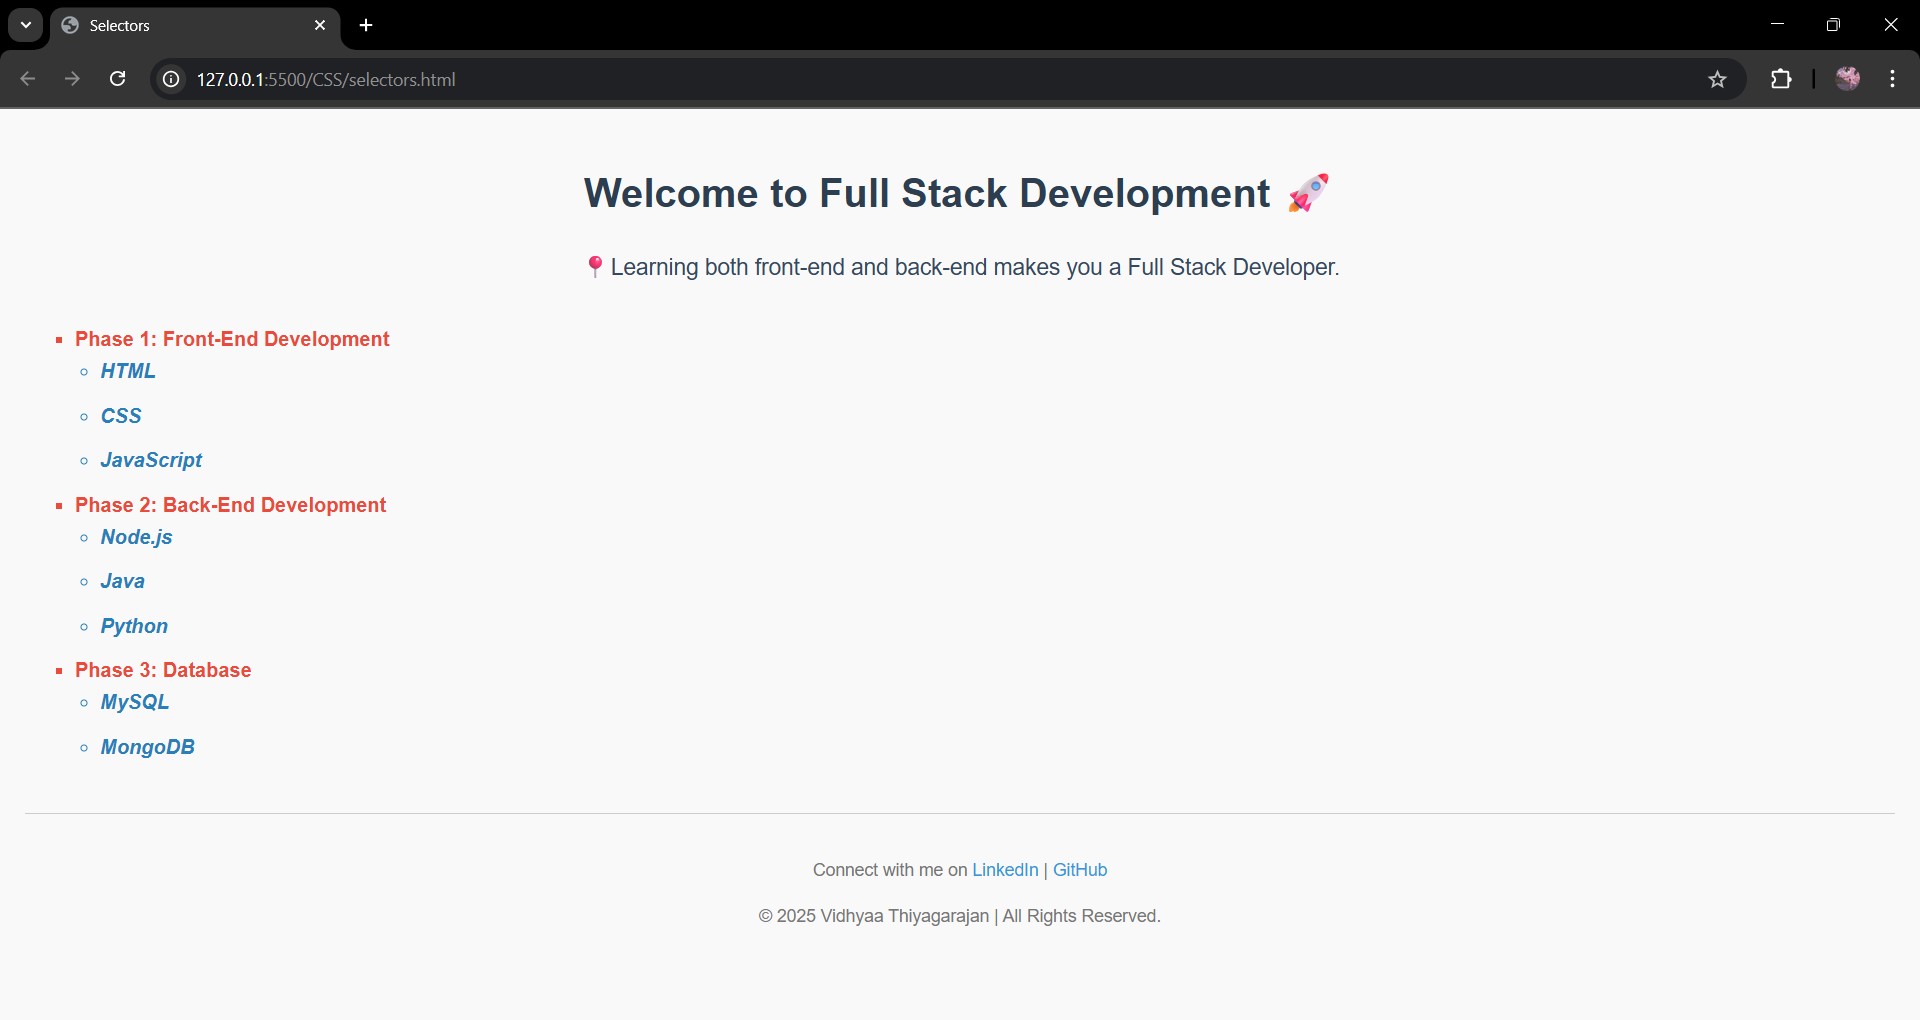 Selectors
127.0.0.1:5500/CSS/selectors.html
Welcome to Full Stack Development 🚀
📍Learning both front-end and back-end makes you a Full Stack Developer.
Phase 1: Front-End Development
HTML
CSS
JavaScript
Phase 2: Back-End Development
Node.js
Java
Python
Phase 3: Database
MySQL
MongoDB
Connect with me on LinkedIn | GitHub
© 2025 Vidhyaa Thiyagarajan | All Rights Reserved.